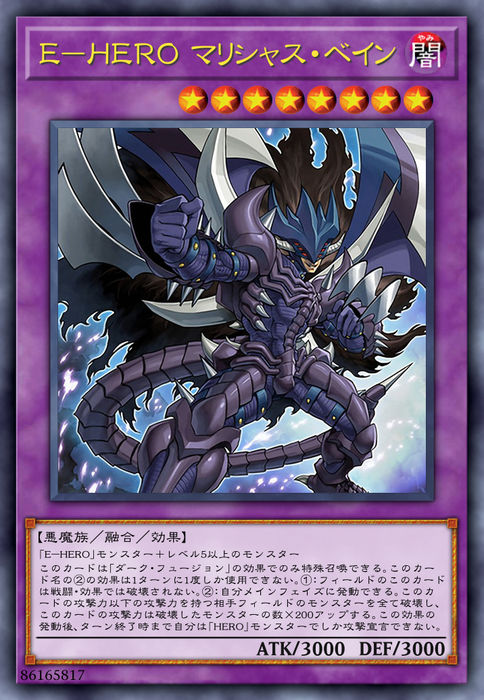 E-HERO マリシャス・ベイン
やみ
闇
【悪魔族／融合／効果】
「E-HERO」モンスター＋レベル5以上のモンスター
このカードは「ダーク・フュージョン」の効果でのみ特殊召喚できる。このカー
ド名の②の効果は1ターンに1度しか使用できない。①：フィールドのこのカード
は戦闘・効果では破壊されない。②：自分メインフェイズに発動できる。このカー
ドの攻撃力以下の攻撃力を持つ相手フィールドのモンスターを全て破壊し、
このカードの攻撃力は破壊したモンスターの数×200アップする。この効果の
発動後、ターン終了時まで自分は「HERO」モンスターでしか攻撃宣言できない。
ATK/3000 DEF/3000
86165817